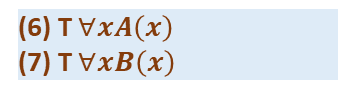 (6) T ∀xA(x)
(7) T ∀xB(x)